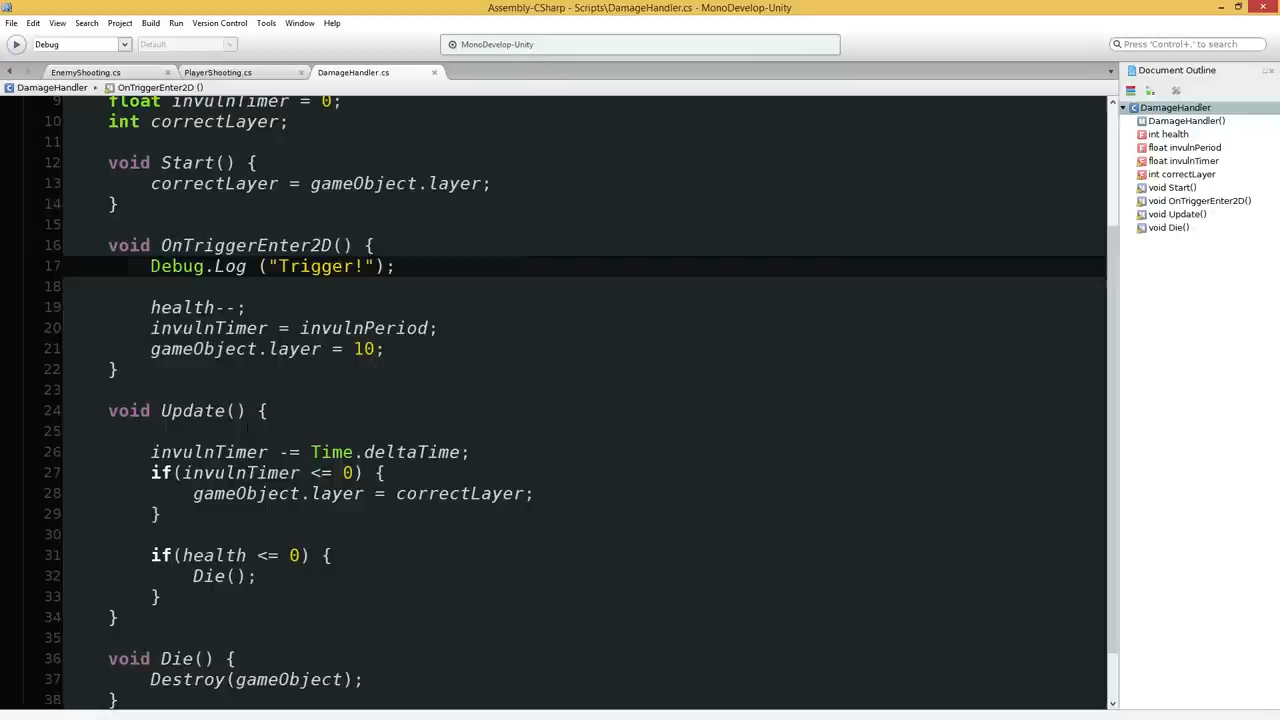 Assembly-CSharp - Scripts\DamageHandler.cs - MonoDevelop-Unity
File Edit View Search Project Build Run Version Control Tools Window Help
Debug Default MonoDevelop-Unity Press 'Control+,' to search
EnemyShooting.cs PlayerShooting.cs DamageHandler.cs
DamageHandler OnTriggerEnter2D ()
9 float invulnTimer = 0;
10 int correctLayer;
11
12 void Start() {
13 correctLayer = gameObject.layer;
14 }
15
16 void OnTriggerEnter2D() {
17 Debug.Log ("Trigger!");
18
19 health--;
20 invulnTimer = invulnPeriod;
21 gameObject.layer = 10;
22 }
23
24 void Update() {
25
26 invulnTimer -= Time.deltaTime;
27 if(invulnTimer <= 0) {
28 gameObject.layer = correctLayer;
29 }
30
31 if(health <= 0) {
32 Die();
33 }
34 }
35
36 void Die() {
37 Destroy(gameObject);
38 }
Document Outline
DamageHandler
DamageHandler()
int health
float invulnPeriod
float invulnTimer
int correctLayer
void Start()
void OnTriggerEnter2D()
void Update()
void Die()